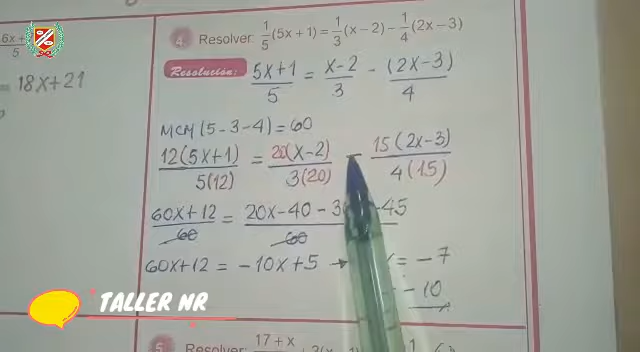 6x+
5
= 18x+21
4. Resolver: 1/5(5x+1) = 1/3(x−2) − 1/4(2x−3)
Resolución: (5x+1)/5 = (x−2)/3 − (2x−3)/4
MCM(5-3-4)=60
12(5x+1)/5(12) = 20(x−2)/3(20) − 15(2x−3)/4(15)
(60x+12)/60 = 20x−40−3 −45/60
60x+12 = −10x+5 → = −7
−10
TALLER MR
5. Resolver: 17+x